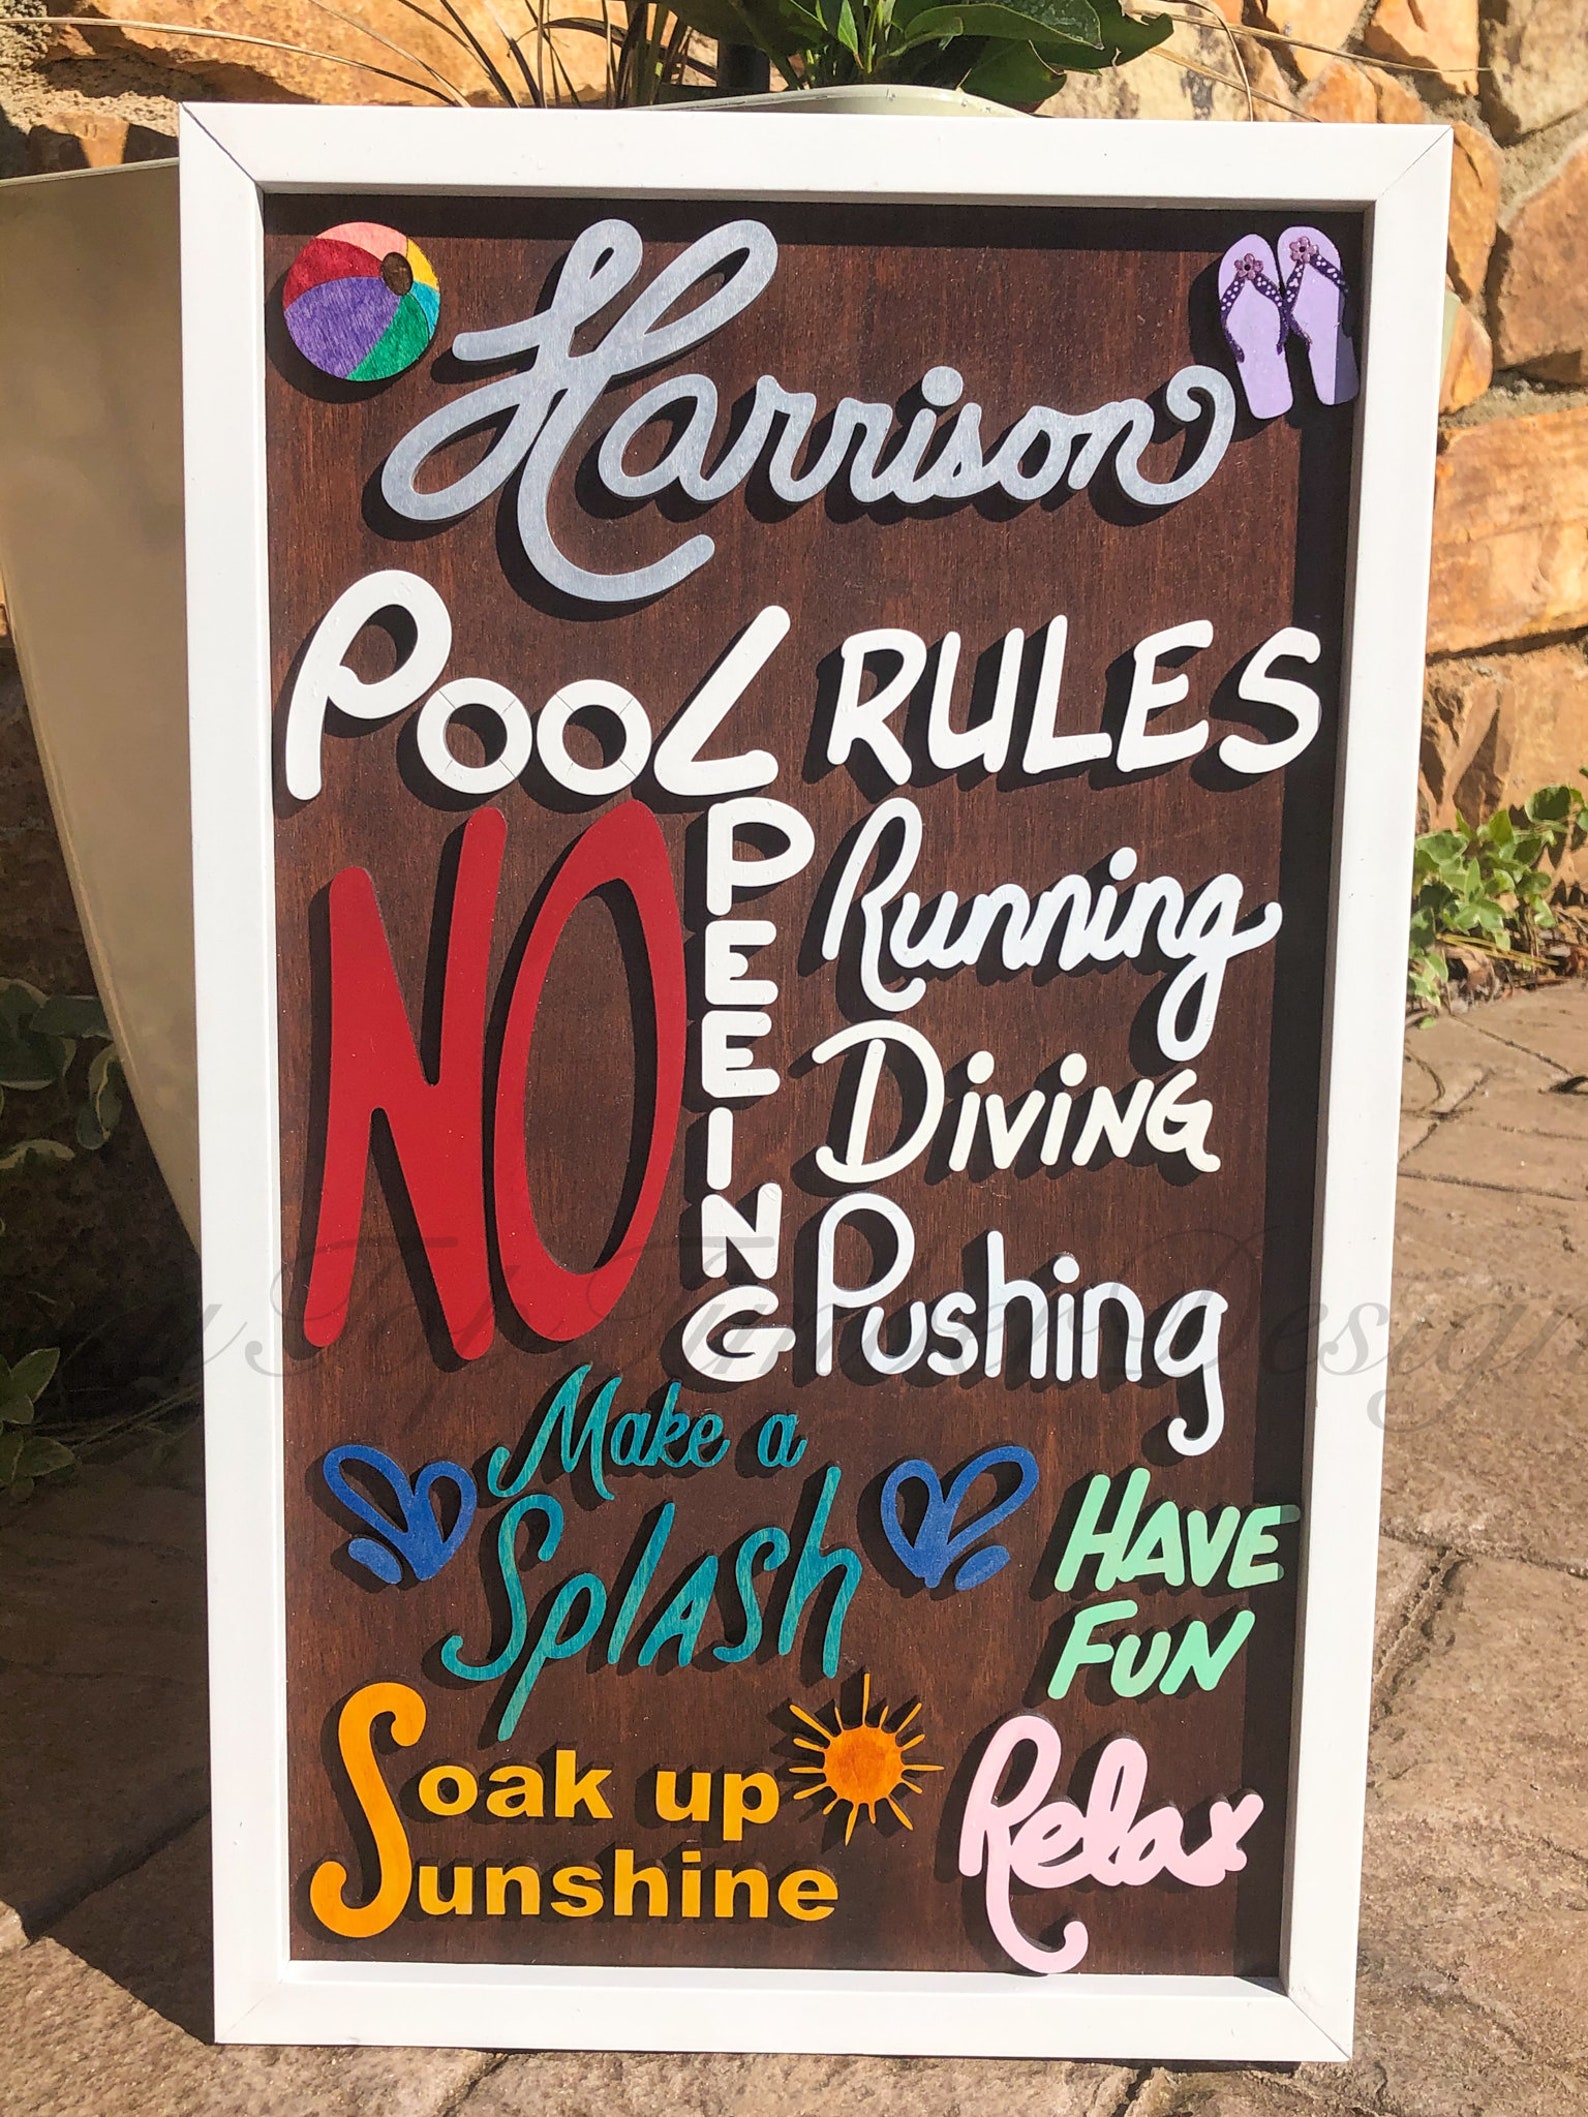 Harrison
POOL RULES
NO
PEEING
Running
DIVING
Pushing
Make a
Splash
HAVE
FUN
Soak up
Sunshine
Relax